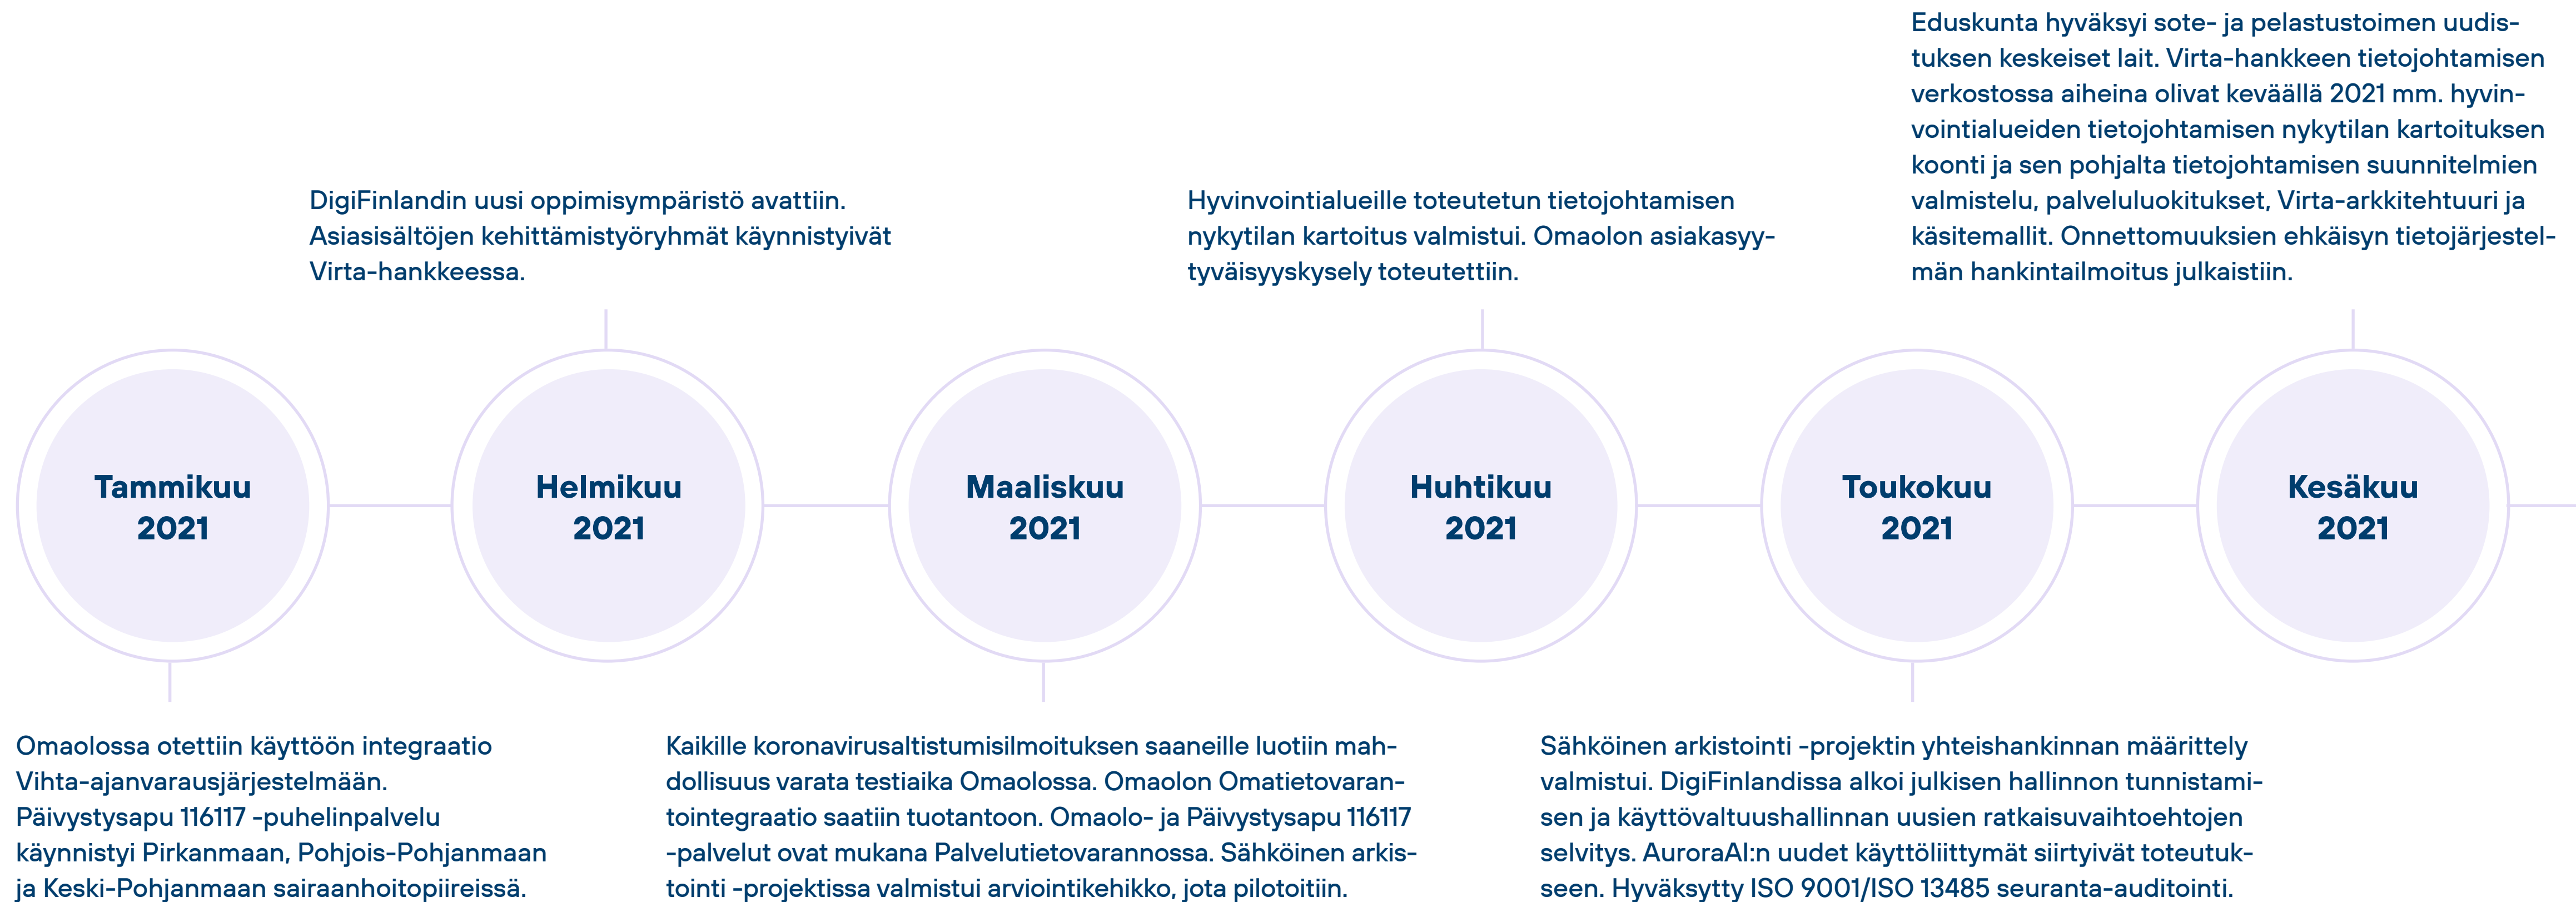 Eduskunta hyväksyi sote- ja pelastustoimen uudis-
tuksen keskeiset lait. Virta-hankkeen tietojohtamisen
verkostossa aiheina olivat keväällä 2021 mm. hyvin-
vointialueiden tietojohtamisen nykytilan kartoituksen
koonti ja sen pohjalta tietojohtamisen suunnitelmien
valmistelu, palveluluokitukset, Virta-arkkitehtuuri ja
käsitemallit. Onnettomuuksien ehkäisyn tietojärjestel-
män hankintailmoitus julkaistiin.
DigiFinlandin uusi oppimisympäristö avattiin.
Asiasisältöjen kehittämistyöryhmät käynnistyivät
Virta-hankkeessa.
Hyvinvointialueille toteutetun tietojohtamisen
nykytilan kartoitus valmistui. Omaolon asiakasyy-
tyväisyyskysely toteutettiin.
Tammikuu
2021
Helmikuu
2021
Maaliskuu
2021
Huhtikuu
2021
Toukokuu
2021
Kesäkuu
2021
Omaolossa otettiin käyttöön integraatio
Vihta-ajanvarausjärjestelmään.
Päivystysapu 116117 -puhelinpalvelu
käynnistyi Pirkanmaan, Pohjois-Pohjanmaan
ja Keski-Pohjanmaan sairaanhoitopiireissä.
Kaikille koronavirusaltistumisilmoituksen saaneille luotiin mah-
dollisuus varata testiaika Omaolossa. Omaolon Omatietovaran-
tointegraatio saatiin tuotantoon. Omaolo- ja Päivystysapu 116117
-palvelut ovat mukana Palvelutietovarannossa. Sähköinen arkis-
tointi -projektissa valmistui arviointikehikko, jota pilotoitiin.
Sähköinen arkistointi -projektin yhteishankinnan määrittely
valmistui. DigiFinlandissa alkoi julkisen hallinnon tunnistami-
sen ja käyttövaltuushallinnan uusien ratkaisuvaihtoehtojen
selvitys. AuroraAI:n uudet käyttöliittymät siirtyivät toteutuk-
seen. Hyväksytty ISO 9001/ISO 13485 seuranta-auditointi.